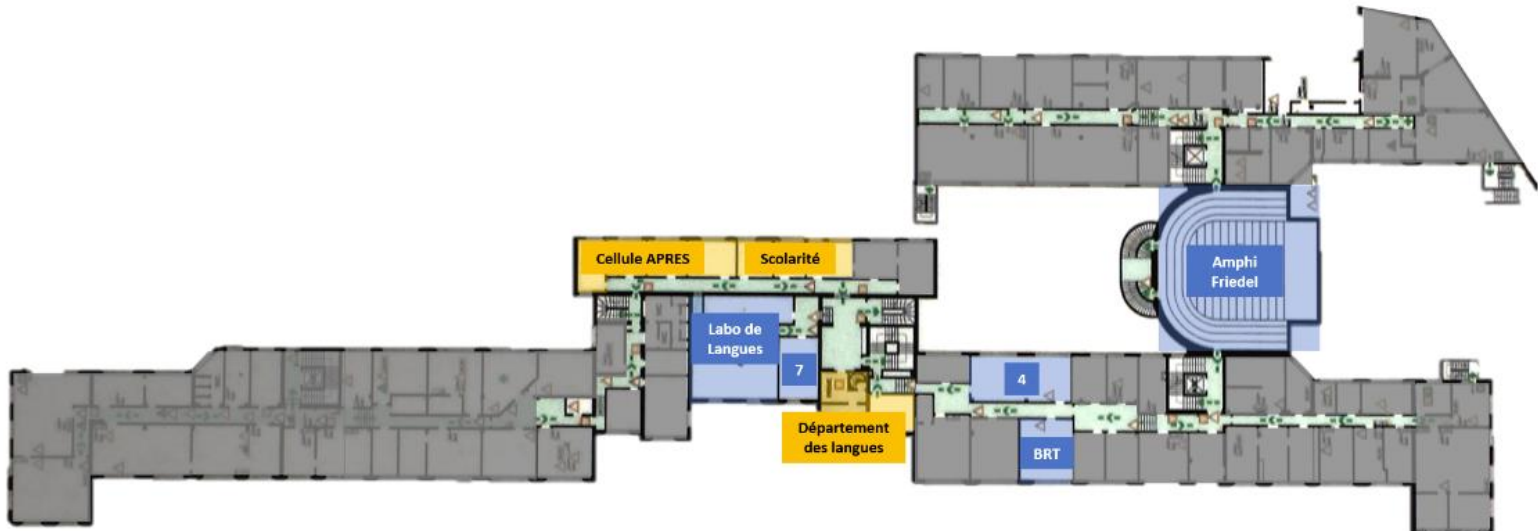 Cellule APRES
Scolarité
Amphi
Friedel
Labo de
Langues
7
4
Département
des langues
BRT